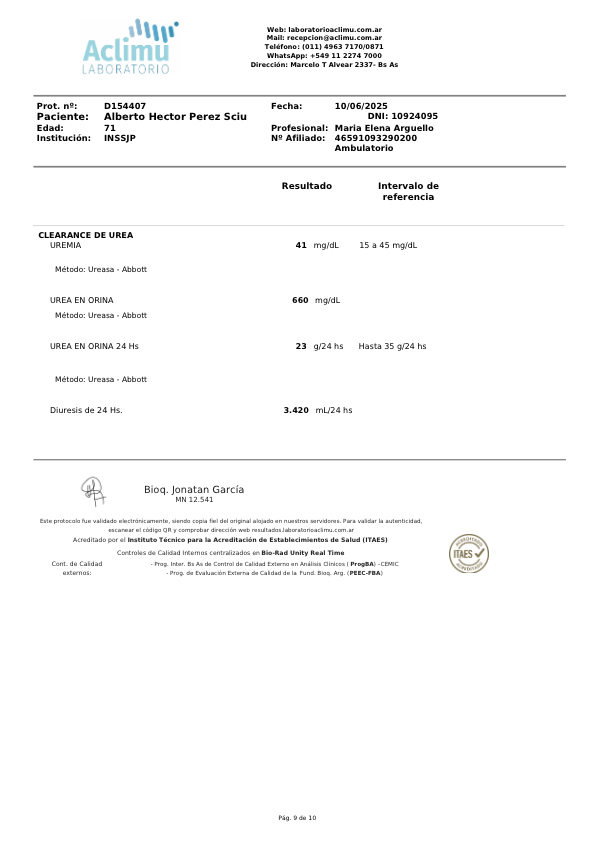 Aclimu
LABORATORIO
Web: laboratorioaclimu.com.ar
Mail: recepcion@aclimu.com.ar
Teléfono: (011) 4963 7170/0871
WhatsApp: +549 11 2274 7000
Dirección: Marcelo T Alvear 2337- Bs As
Prot. nº: D154407 Fecha: 10/06/2025
Paciente: Alberto Hector Perez Sciu DNI: 10924095
Edad: 71 Profesional: Maria Elena Arguello
Institución: INSSJP Nº Afiliado: 46591093290200
Ambulatorio
Resultado Intervalo de
referencia
CLEARANCE DE UREA
UREMIA 41 mg/dL 15 a 45 mg/dL
Método: Ureasa - Abbott
UREA EN ORINA 660 mg/dL
Método: Ureasa - Abbott
UREA EN ORINA 24 Hs 23 g/24 hs Hasta 35 g/24 hs
Método: Ureasa - Abbott
Diuresis de 24 Hs. 3.420 mL/24 hs
Bioq. Jonatan García
MN 12.541
Este protocolo fue validado electrónicamente, siendo copia fiel del original alojado en nuestros servidores. Para validar la autenticidad,
escanear el código QR y comprobar dirección web resultados.laboratorioaclimu.com.ar
Acreditado por el Instituto Técnico para la Acreditación de Establecimientos de Salud (ITAES)
Controles de Calidad Internos centralizados en Bio-Rad Unity Real Time
Cont. de Calidad
externos:
- Prog. Inter. Bs As de Control de Calidad Externo en Análisis Clínicos ( ProgBA) –CEMIC
- Prog. de Evaluación Externa de Calidad de la Fund. Bioq. Arg. (PEEC-FBA)
ACREDITADO
ITAES
ACREDITADO
Pág. 9 de 10